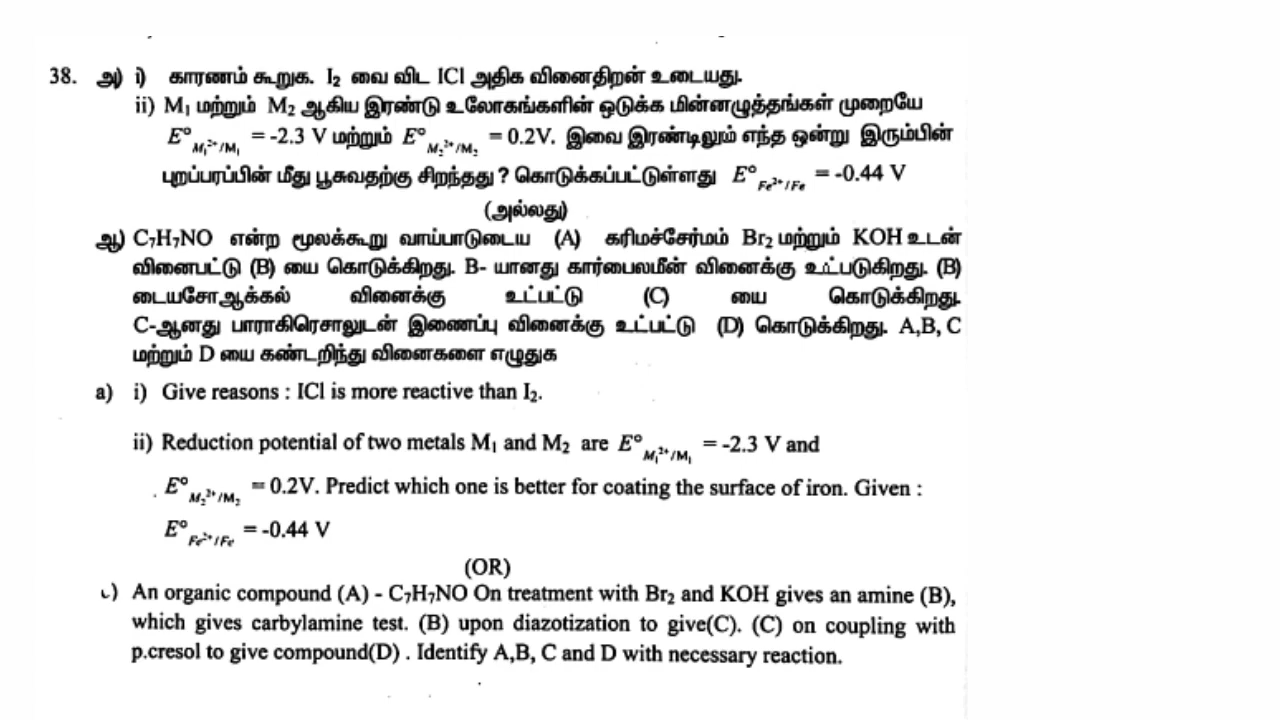 38. அ) i) காரணம் கூறுக. I₂ வை விட ICl அதிக வினைதிறன் உடையது.
ii) M₁ மற்றும் M₂ ஆகிய இரண்டு உலோகங்களின் ஒடுக்க மின்னழுத்தங்கள் முறையே
E°M₁²⁺/M₁ = -2.3 V மற்றும் E°M₂²⁺/M₂ = 0.2V. இவை இரண்டிலும் எந்த ஒன்று இரும்பின்
புறப்பரப்பின் மீது பூசுவதற்கு சிறந்தது ? கொடுக்கப்பட்டுள்ளது E°Fe²⁺/Fe = -0.44 V
(அல்லது)
ஆ) C₇H₇NO என்ற மூலக்கூறு வாய்பாடுடைய (A) கரிமச்சேர்மம் Br₂ மற்றும் KOH உடன்
வினைபட்டு (B) யை கொடுக்கிறது. B- யானது கார்பைலமீன் வினைக்கு உட்படுகிறது. (B)
டையசோஆக்கல் வினைக்கு உட்பட்டு (C) யை கொடுக்கிறது.
C-ஆனது பாராகிரெசாலுடன் இணைப்பு வினைக்கு உட்பட்டு (D) கொடுக்கிறது. A,B, C
மற்றும் D யை கண்டறிந்து வினைகளை எழுதுக
a) i) Give reasons : ICl is more reactive than I₂.
ii) Reduction potential of two metals M₁ and M₂ are E°M₁²⁺/M₁ = -2.3 V and
E°M₂²⁺/M₂ = 0.2V. Predict which one is better for coating the surface of iron. Given :
E°Fe²⁺/Fe = -0.44 V
(OR)
) An organic compound (A) - C₇H₇NO On treatment with Br₂ and KOH gives an amine (B),
which gives carbylamine test. (B) upon diazotization to give(C). (C) on coupling with
p.cresol to give compound(D) . Identify A,B, C and D with necessary reaction.